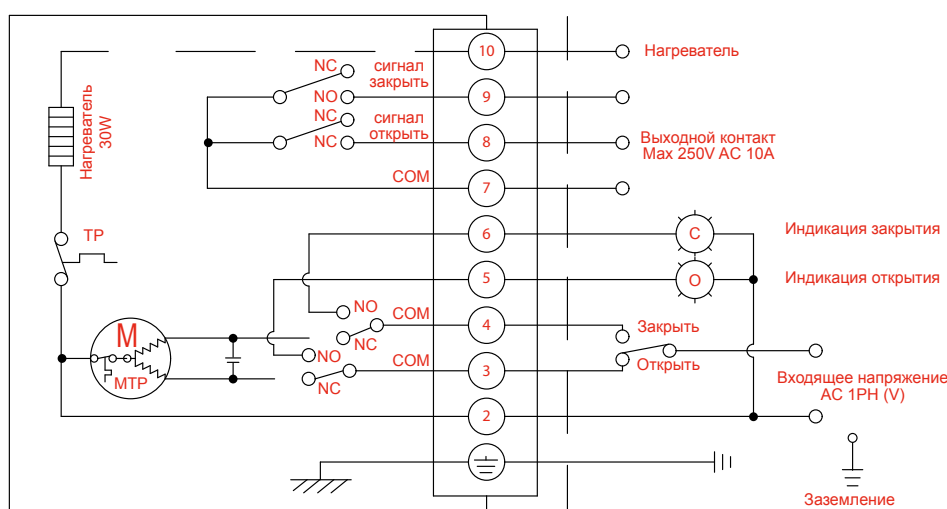 10
Нагреватель
NC
сигнал
закрыть
NO
9
NC
сигнал
открыть
NC
8
Выходной контакт
Max 250V AC 10A
Нагреватель
30W
COM
7
6
C
Индикация закрытия
TP
5
O
Индикация открытия
NO
COM
4
Закрыть
M
NC
MTP
NO
COM
3
Открыть
NC
Входящее напряжение
AC 1PH (V)
2
Заземление